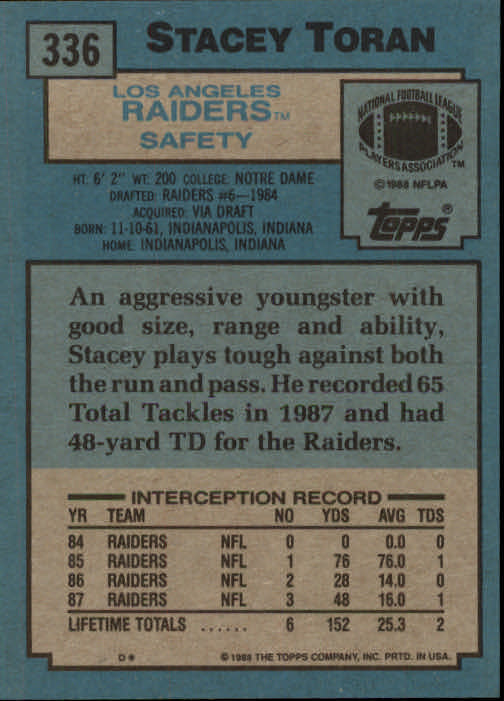 336
STACEY TORAN
LOS ANGELES
RAIDERS TM
SAFETY
NATIONAL FOOTBALL LEAGUE
PLAYERS ASSOCIATION TM
© 1988 NFLPA
Topps®
HT: 6' 2" WT: 200 COLLEGE: NOTRE DAME
DRAFTED: RAIDERS #6—1984
ACQUIRED: VIA DRAFT
BORN: 11-10-61, INDIANAPOLIS, INDIANA
HOME: INDIANAPOLIS, INDIANA
An aggressive youngster with
good size, range and ability,
Stacey plays tough against both
the run and pass. He recorded 65
Total Tackles in 1987 and had
48-yard TD for the Raiders.
INTERCEPTION RECORD
YR TEAM NO YDS AVG TDS
84 RAIDERS NFL 0 0 0.0 0
85 RAIDERS NFL 1 76 76.0 1
86 RAIDERS NFL 2 28 14.0 0
87 RAIDERS NFL 3 48 16.0 1
LIFETIME TOTALS ...... 6 152 25.3 2
D* © 1988 THE TOPPS COMPANY, INC. PRTD. IN USA.